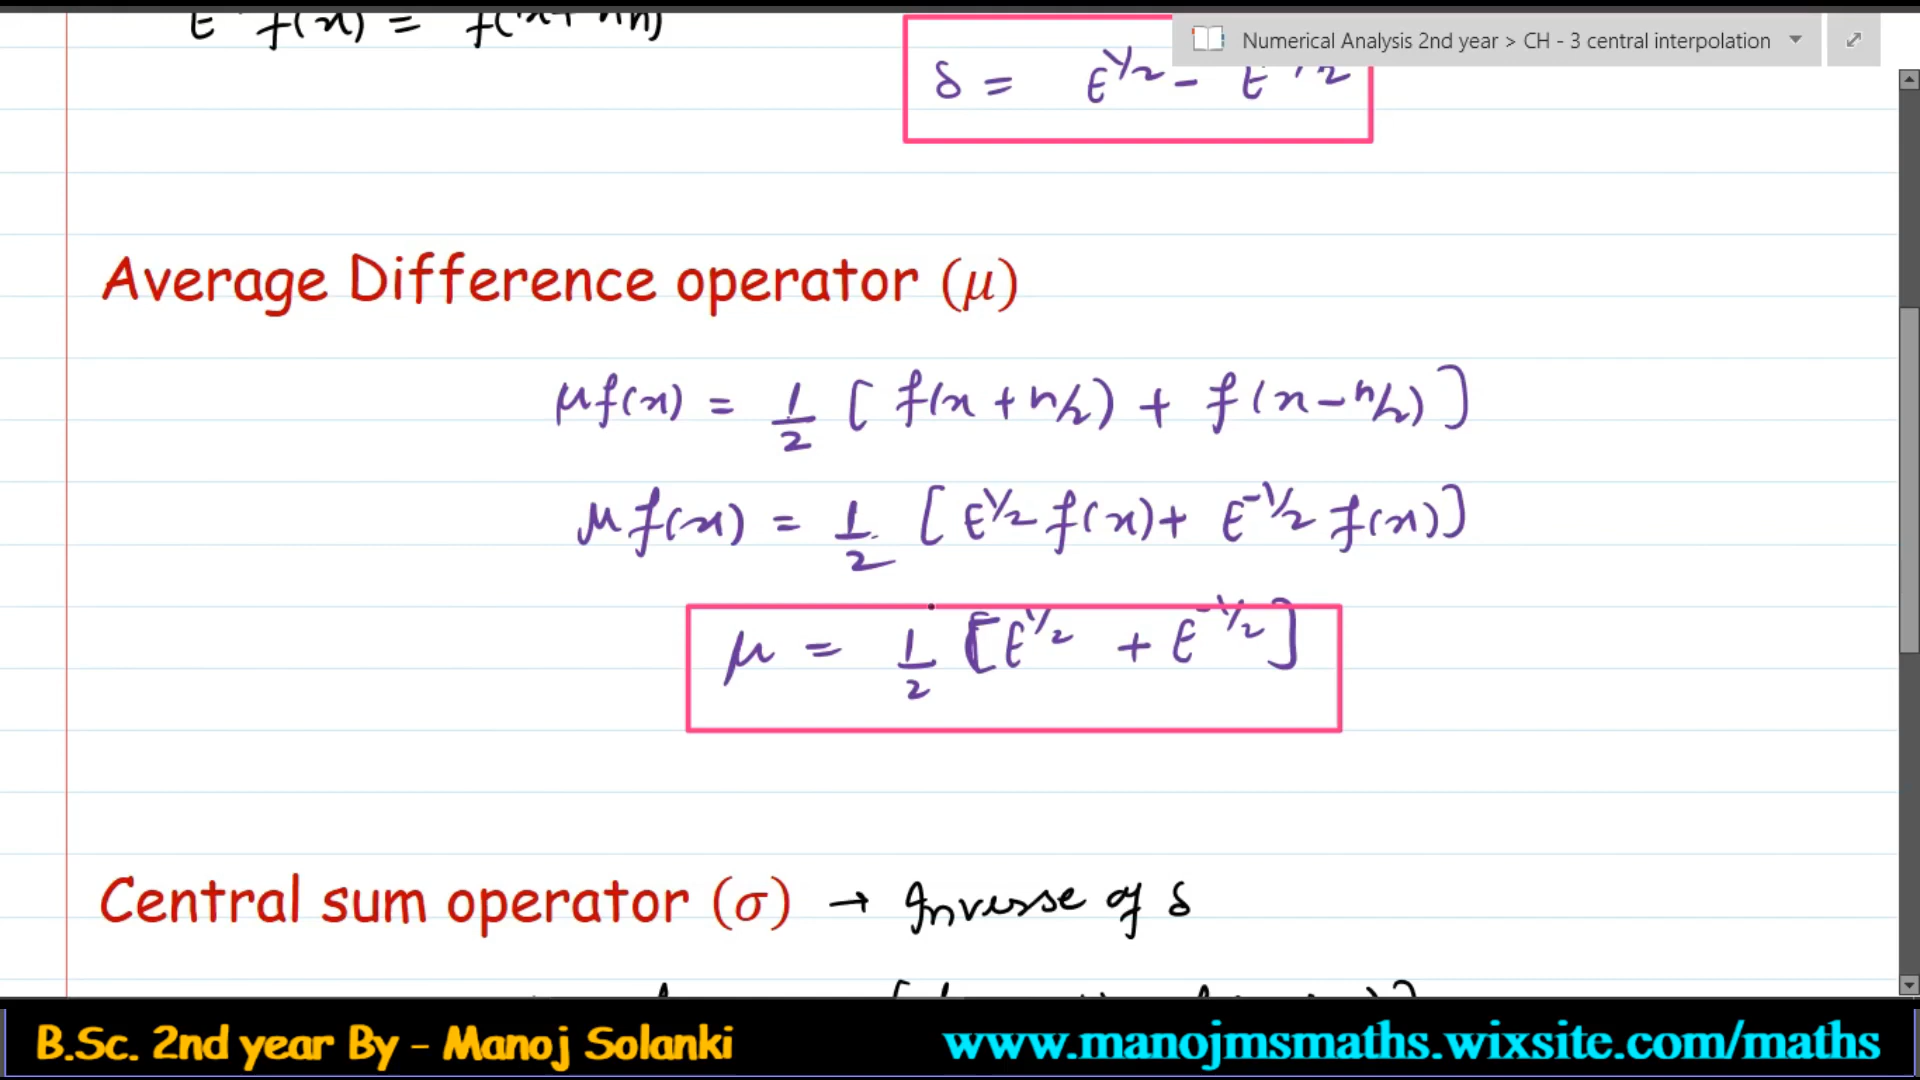 f(x) =
Numerical Analysis 2nd year > CH - 3 central interpolation
δ = E^1/2 -
Average Difference operator (μ)
μf(x) = 1/2 [ f(x + h/2) + f(x - h/2) ]
μf(x) = 1/2 [ E^1/2 f(x) + E^-1/2 f(x) ]
μ = 1/2 [ E^1/2 + E^-1/2 ]
Central sum operator (σ) → Inverse of δ
B.Sc. 2nd year By - Manoj Solanki
www.manojmsmaths.wixsite.com/maths